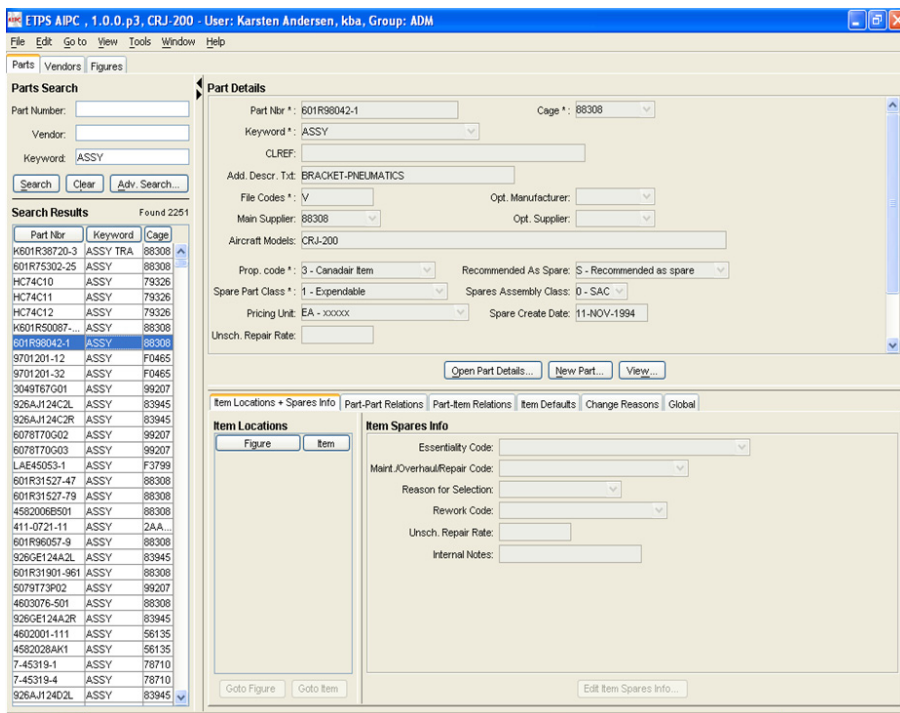 AIPC ETPS AIPC , 1.0.0.p3, CRJ-200 - User: Karsten Andersen, kba, Group: ADM
File Edit Go to View Tools Window Help
Parts Vendors Figures
Parts Search
Part Number:
Vendor:
Keyword: ASSY
Search Clear Adv. Search...
Search Results Found 2251
Part Nbr Keyword Cage
K601R38720-3 ASSY TRA 88308
601R75302-25 ASSY 88308
HC74C10 ASSY 79326
HC74C11 ASSY 79326
HC74C12 ASSY 79326
K601R50087-... ASSY 88308
601R98042-1 ASSY 88308
9701201-12 ASSY F0465
9701201-32 ASSY F0465
3049T67G01 ASSY 99207
926AJ124C2L ASSY 83945
926AJ124C2R ASSY 83945
6078T70G02 ASSY 99207
6078T70G03 ASSY 99207
LAE45053-1 ASSY F3799
601R31527-47 ASSY 88308
601R31527-79 ASSY 88308
4582006B501 ASSY 88308
411-0721-11 ASSY 2AA...
601R96057-9 ASSY 88308
926GE124A2L ASSY 83945
601R31901-961 ASSY 88308
5079T73P02 ASSY 99207
4603076-501 ASSY 88308
926GE124A2R ASSY 83945
4602001-111 ASSY 56135
4582028AK1 ASSY 56135
7-45319-1 ASSY 78710
7-45319-4 ASSY 78710
926AJ124D2L ASSY 83945
Part Details
Part Nbr * : 601R98042-1 Cage * : 88308
Keyword * : ASSY
CLREF:
Add. Descr. Txt: BRACKET-PNEUMATICS
File Codes * : V Opt. Manufacturer:
Main Supplier: 88308 Opt. Supplier:
Aircraft Models: CRJ-200
Prop. code * : 3 - Canadair Item Recommended As Spare: S - Recommended as spare
Spare Part Class * : 1 - Expendable Spares Assembly Class: 0 - SAC
Pricing Unit: EA - xxxxx Spare Create Date: 11-NOV-1994
Unsch. Repair Rate:
Open Part Details... New Part... View...
Item Locations + Spares Info Part-Part Relations Part-Item Relations Item Defaults Change Reasons Global
Item Locations
Figure Item
Goto Figure Goto Item
Item Spares Info
Essentiality Code:
Maint./Overhaul/Repair Code:
Reason for Selection:
Rework Code:
Unsch. Repair Rate:
Internal Notes:
Edit Item Spares Info...